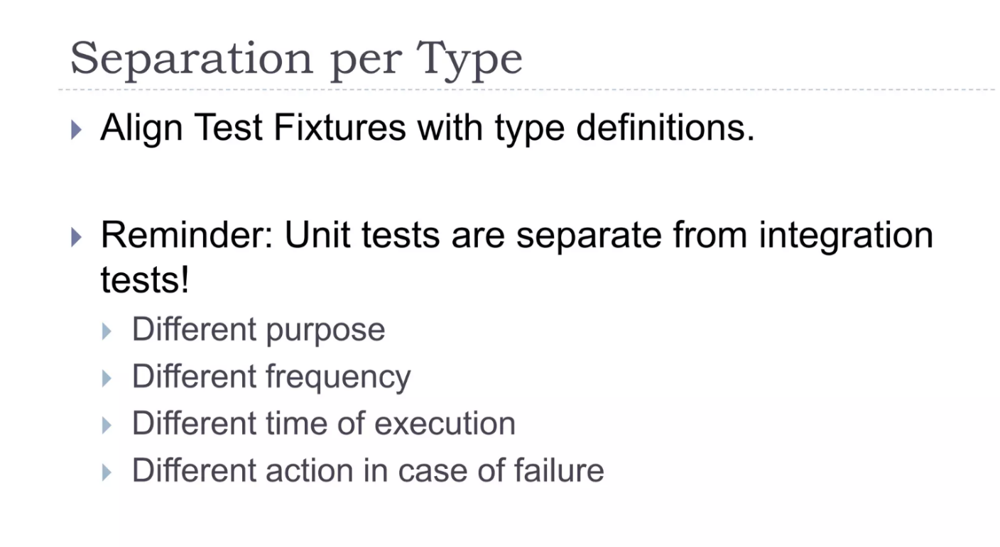 Separation per Type
Align Test Fixtures with type definitions.
Reminder: Unit tests are separate from integration
tests!
Different purpose
Different frequency
Different time of execution
Different action in case of failure